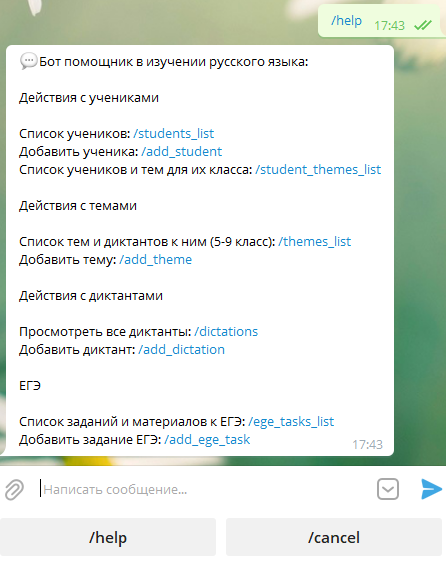 /help
17:43
💬Бот помощник в изучении русского языка:
Действия с учениками
Список учеников: /students_list
Добавить ученика: /add_student
Список учеников и тем для их класса: /student_themes_list
Действия с темами
Список тем и диктантов к ним (5-9 класс): /themes_list
Добавить тему: /add_theme
Действия с диктантами
Просмотреть все диктанты: /dictations
Добавить диктант: /add_dictation
ЕГЭ
Список заданий и материалов к ЕГЭ: /ege_tasks_list
Добавить задание ЕГЭ: /add_ege_task
17:43
Написать сообщение...
/help
/cancel